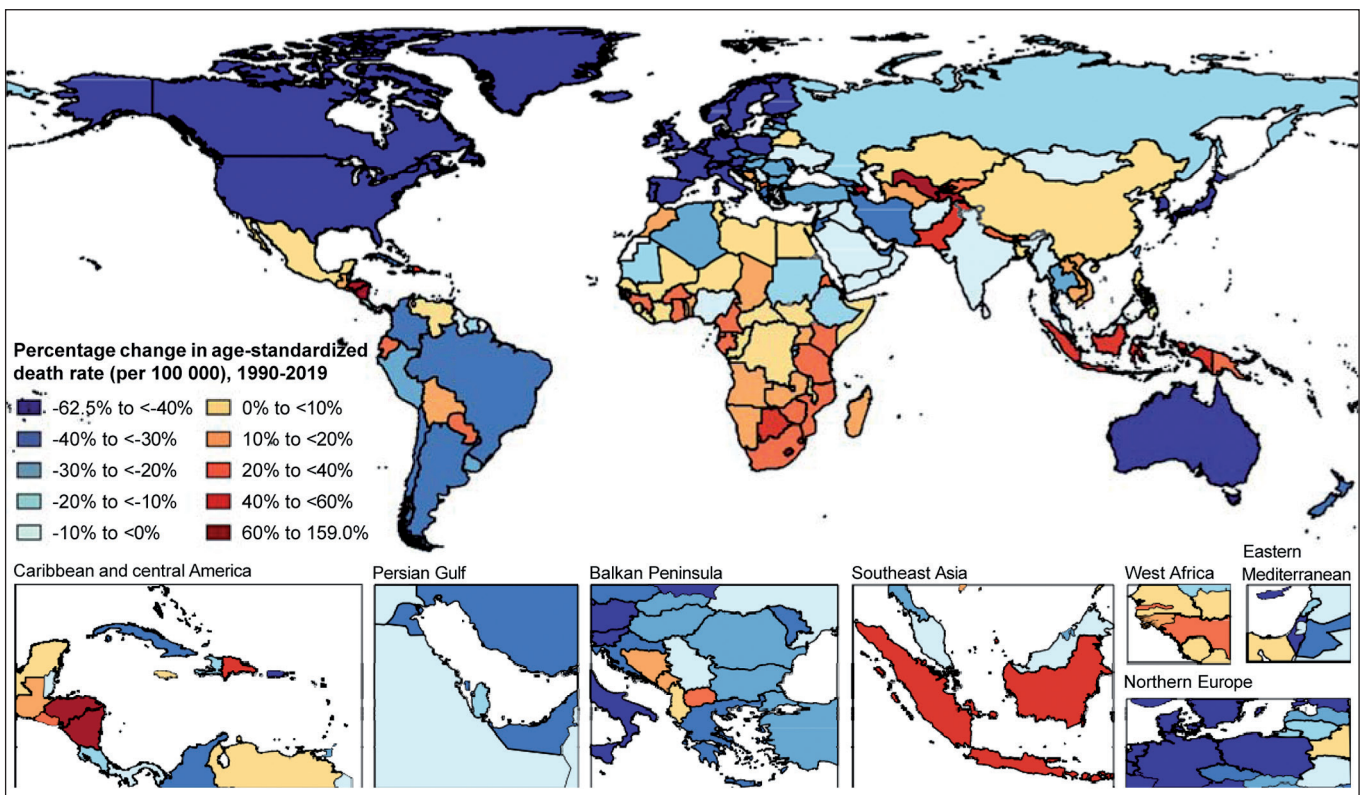 Percentage change in age-standardized
death rate (per 100 000), 1990-2019
-62.5% to <-40%
-40% to <-30%
-30% to <-20%
-20% to <-10%
-10% to <0%
0% to <10%
10% to <20%
20% to <40%
40% to <60%
60% to 159.0%
Caribbean and central America
Persian Gulf
Balkan Peninsula
Southeast Asia
West Africa
Eastern
Mediterranean
Northern Europe